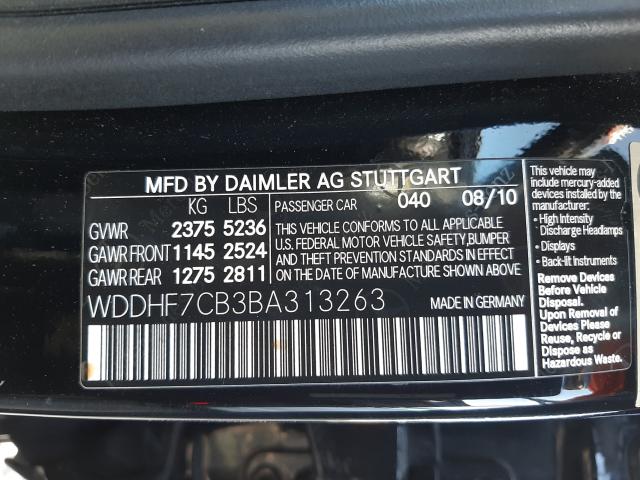 MFD BY DAIMLER AG STUTTGART
KG LBS
PASSENGER CAR 040 08/10
GVWR 2375 5236
GAWR FRONT 1145 2524
GAWR REAR 1275 2811
THIS VEHICLE CONFORMS TO ALL APPLICABLE
U.S. FEDERAL MOTOR VEHICLE SAFETY, BUMPER
AND THEFT PREVENTION STANDARDS IN EFFECT
ON THE DATE OF MANUFACTURE SHOWN ABOVE
WDDHF7CB3BA313263
This vehicle may
include mercury-added
devices installed by the
manufacturer:
• High Intensity
Discharge Headlamps
• Displays
• Back-lit Instruments
Remove Devices
Before Vehicle
Disposal.
Upon Removal of
Devices Please
Reuse, Recycle or
Dispose as
Hazardous Waste.